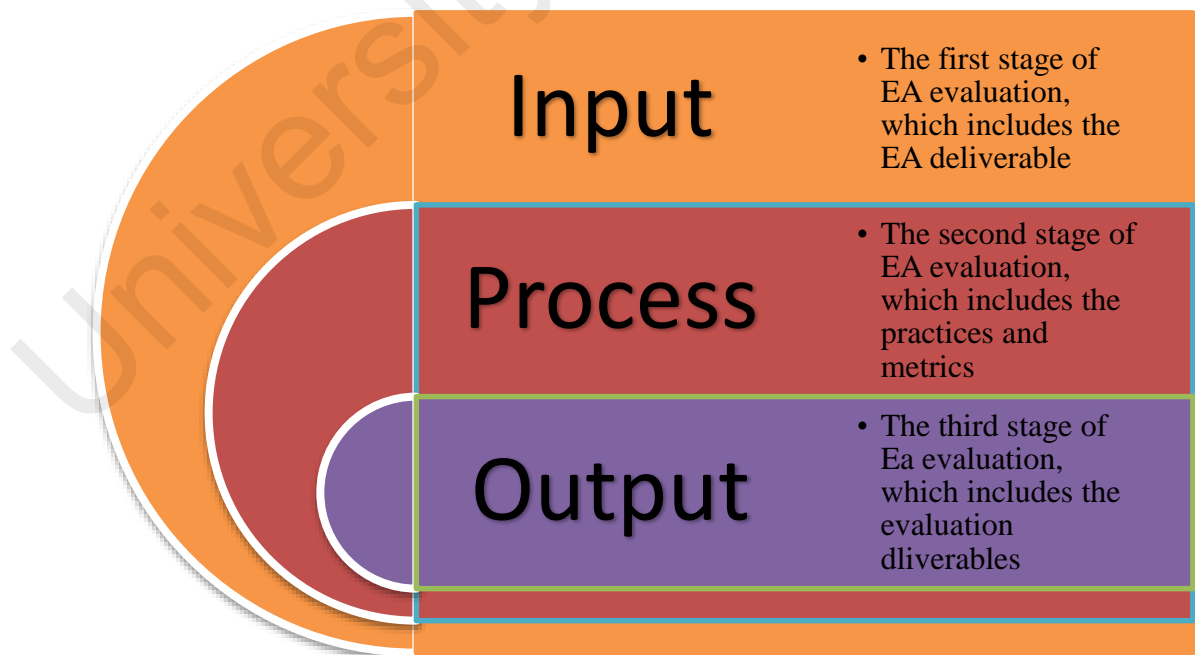 Input
• The first stage of
EA evaluation,
which includes the
EA deliverable
Process
• The second stage of
EA evaluation,
which includes the
practices and
metrics
Output
• The third stage of
Ea evaluation,
which includes the
evaluation
dliverables
University